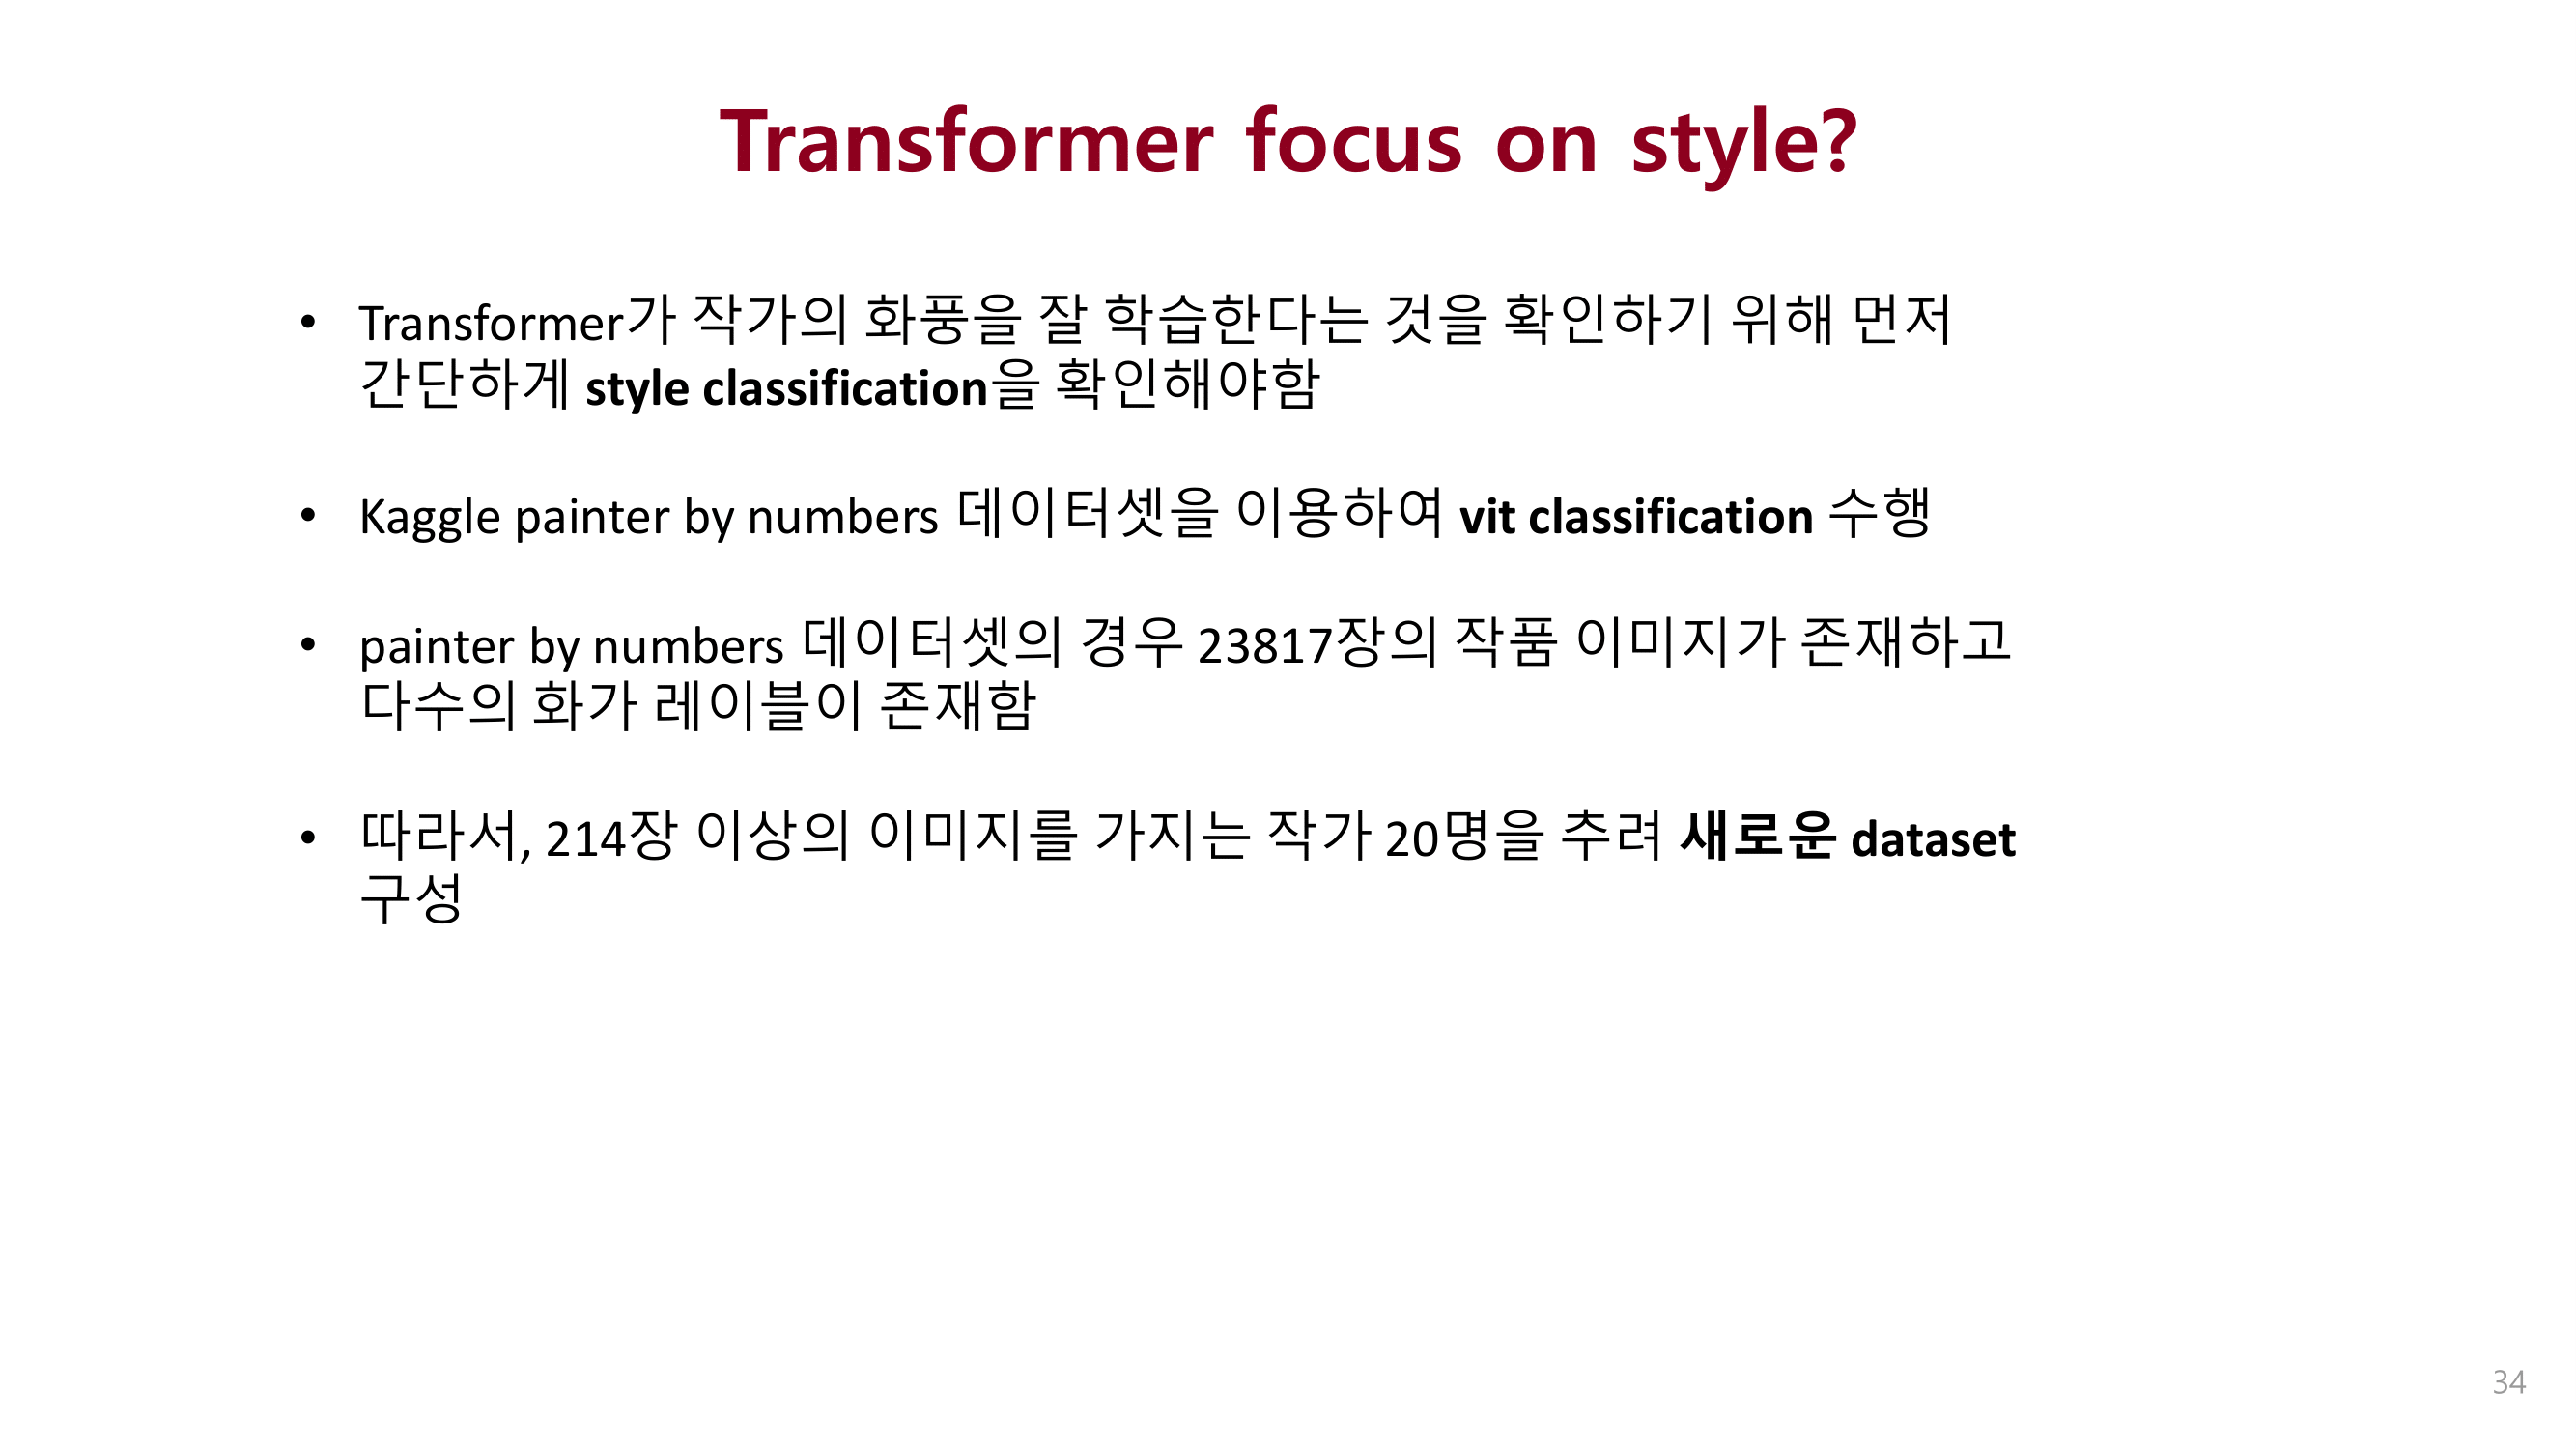 Transformer focus on style?
• Transformer가 작가의 화풍을 잘 학습한다는 것을 확인하기 위해 먼저
간단하게 style classification을 확인해야함
• Kaggle painter by numbers 데이터셋을 이용하여 vit classification 수행
• painter by numbers 데이터셋의 경우 23817장의 작품 이미지가 존재하고
다수의 화가 레이블이 존재함
• 따라서, 214장 이상의 이미지를 가지는 작가 20명을 추려 새로운 dataset
구성
34